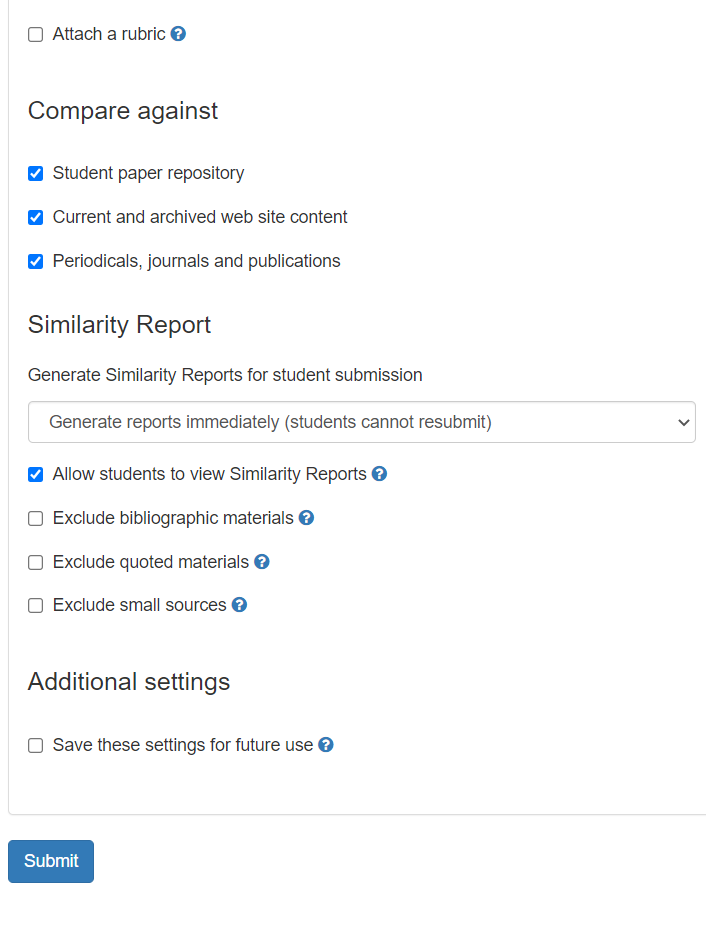 Attach a rubric ?
Compare against
Student paper repository
Current and archived web site content
Periodicals, journals and publications
Similarity Report
Generate Similarity Reports for student submission
Generate reports immediately (students cannot resubmit)
Allow students to view Similarity Reports ?
Exclude bibliographic materials ?
Exclude quoted materials ?
Exclude small sources ?
Additional settings
Save these settings for future use ?
Submit